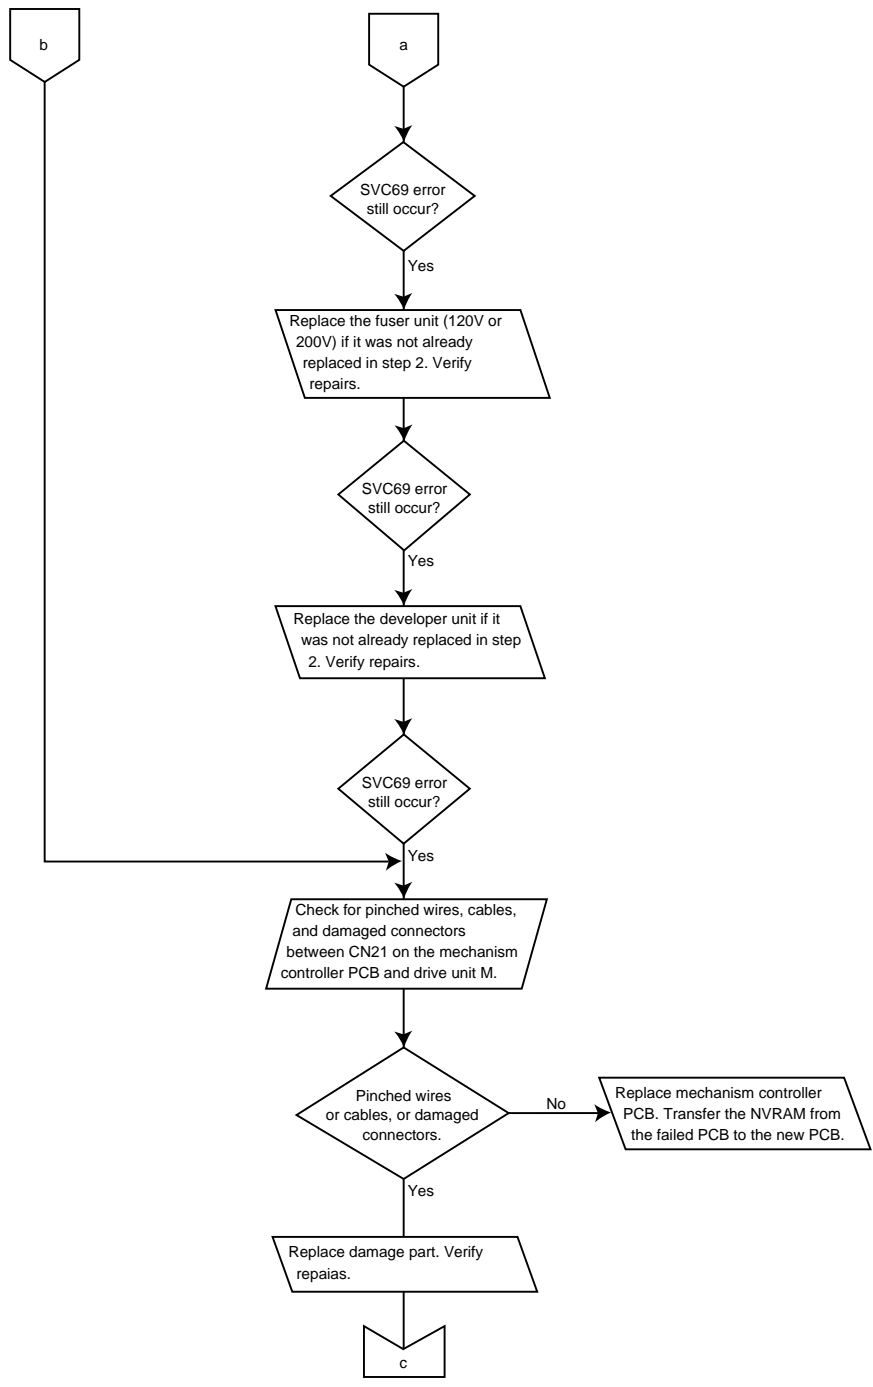 b
a
SVC69 error
still occur?
Yes
Replace the fuser unit (120V or
200V) if it was not already
replaced in step 2. Verify
repairs.
SVC69 error
still occur?
Yes
Replace the developer unit if it
was not already replaced in step
2. Verify repairs.
SVC69 error
still occur?
Yes
Check for pinched wires, cables,
and damaged connectors
between CN21 on the mechanism
controller PCB and drive unit M.
Pinched wires
or cables, or damaged
connectors.
No
Replace mechanism controller
PCB. Transfer the NVRAM from
the failed PCB to the new PCB.
Yes
Replace damage part. Verify
repaias.
c